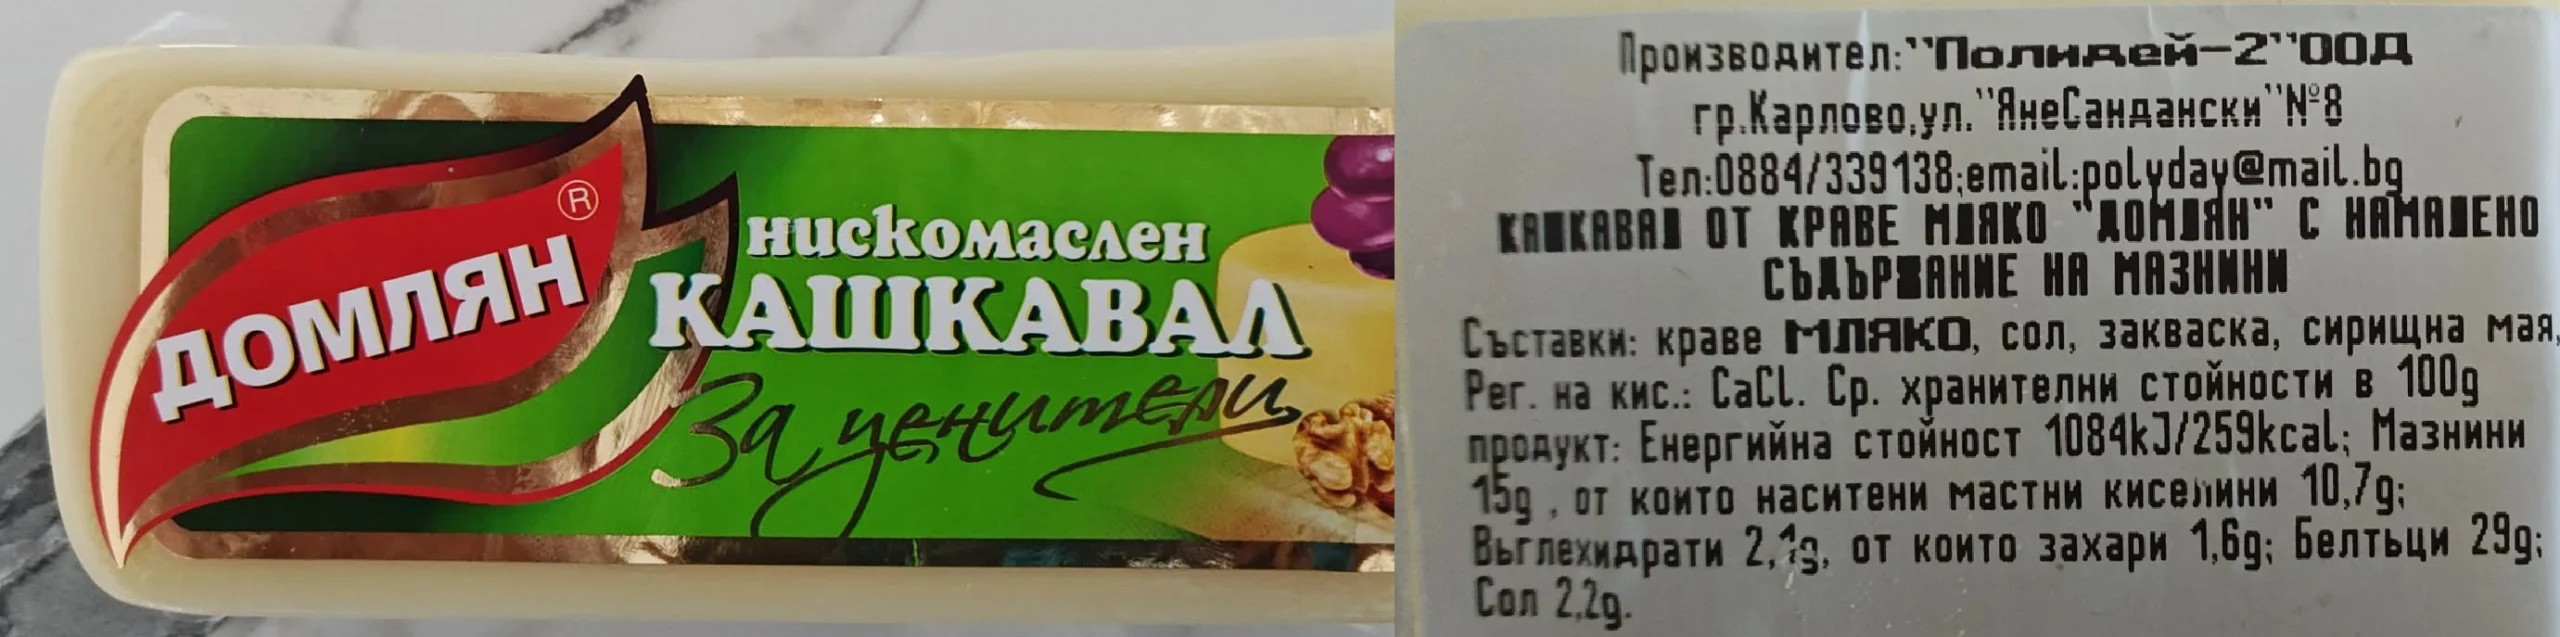 ДОМЛЯН®
нискомаслен
КАШКАВАЛ
За ценители
Производител:"Полидей-2"ООД
гр.Карлово,ул."ЯнеСандански"№8
Тел:0884/339138;email:polyday@mail.bg
КАШКАВАЛ ОТ КРАВЕ МЛЯКО "ДОМЛЯН" С НАМАЛЕНО
СЪДЪРЖАНИЕ НА МАЗНИНИ
Съставки: краве МЛЯКО, сол, закваска, сирищна мая,
Рег. на кис.: CaCl. Ср. хранителни стойности в 100g
продукт: Енергийна стойност 1084kJ/259kcal; Мазнини
15g , от които наситени мастни киселини 10,7g;
Въглехидрати 2,1g, от които захари 1,6g; Белтъци 29g;
Сол 2,2g.